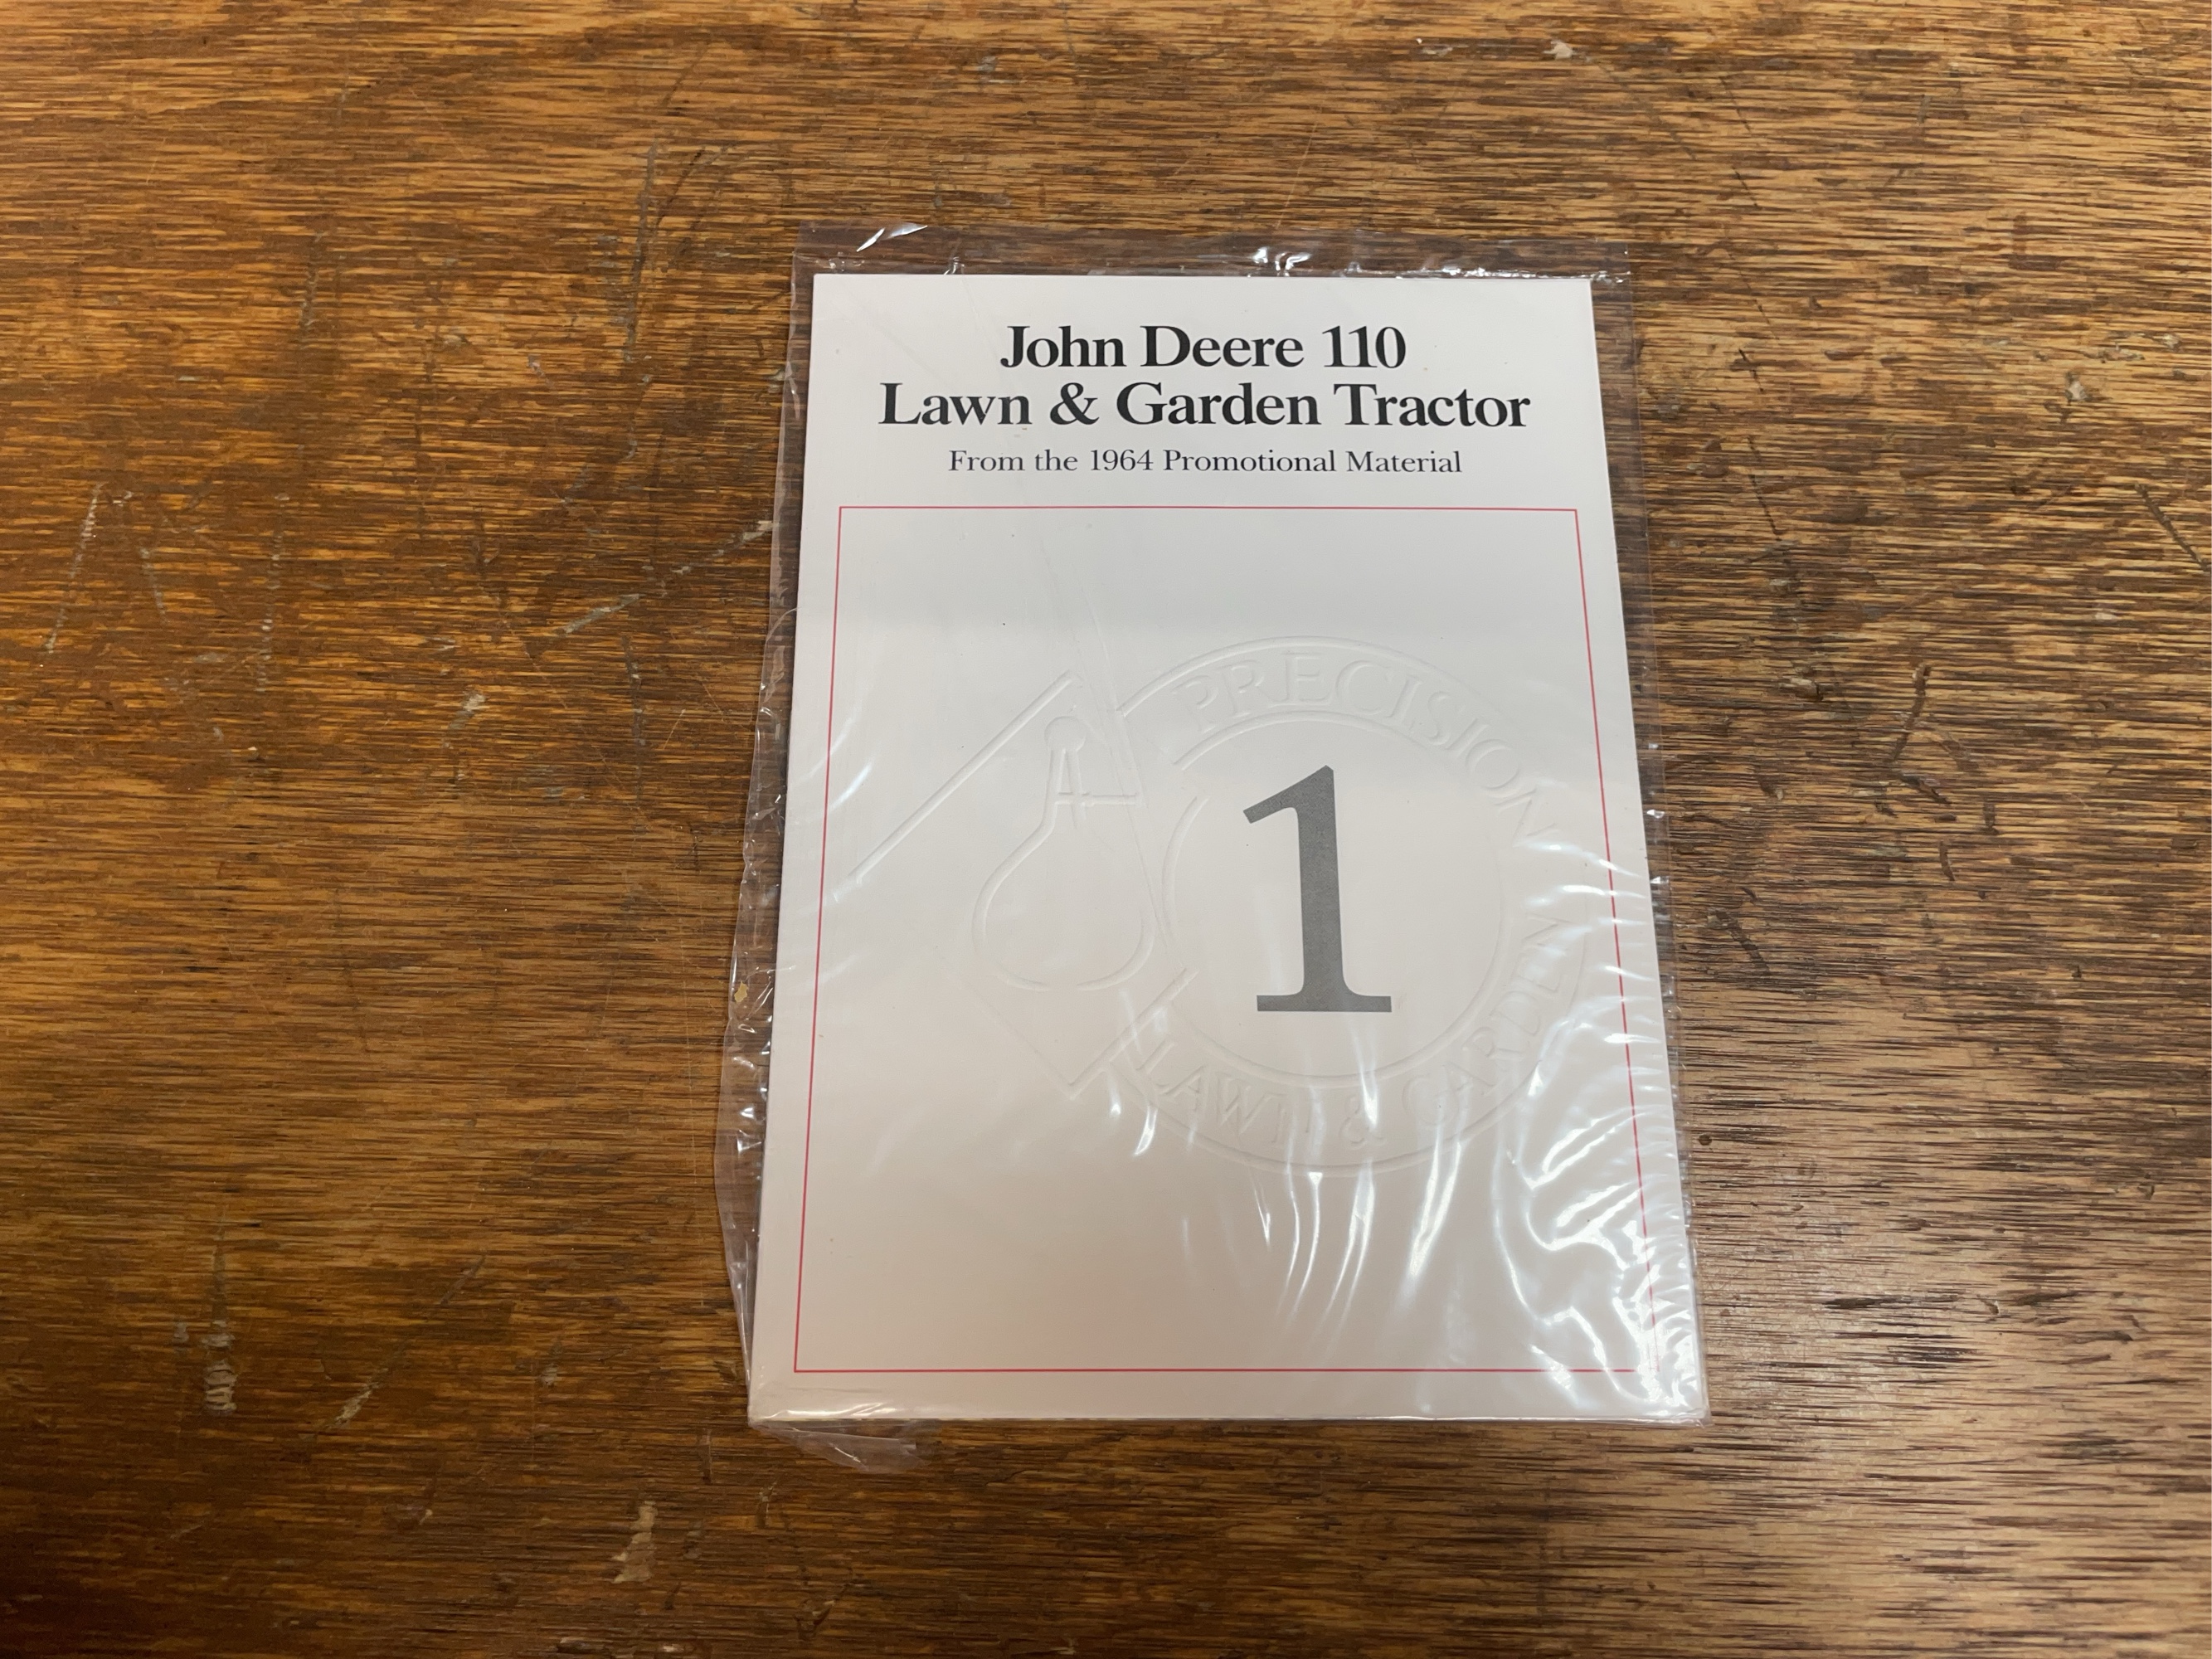 John Deere 110
Lawn & Garden Tractor
From the 1964 Promotional Material
PRECISION
1
LAWN & GARDEN